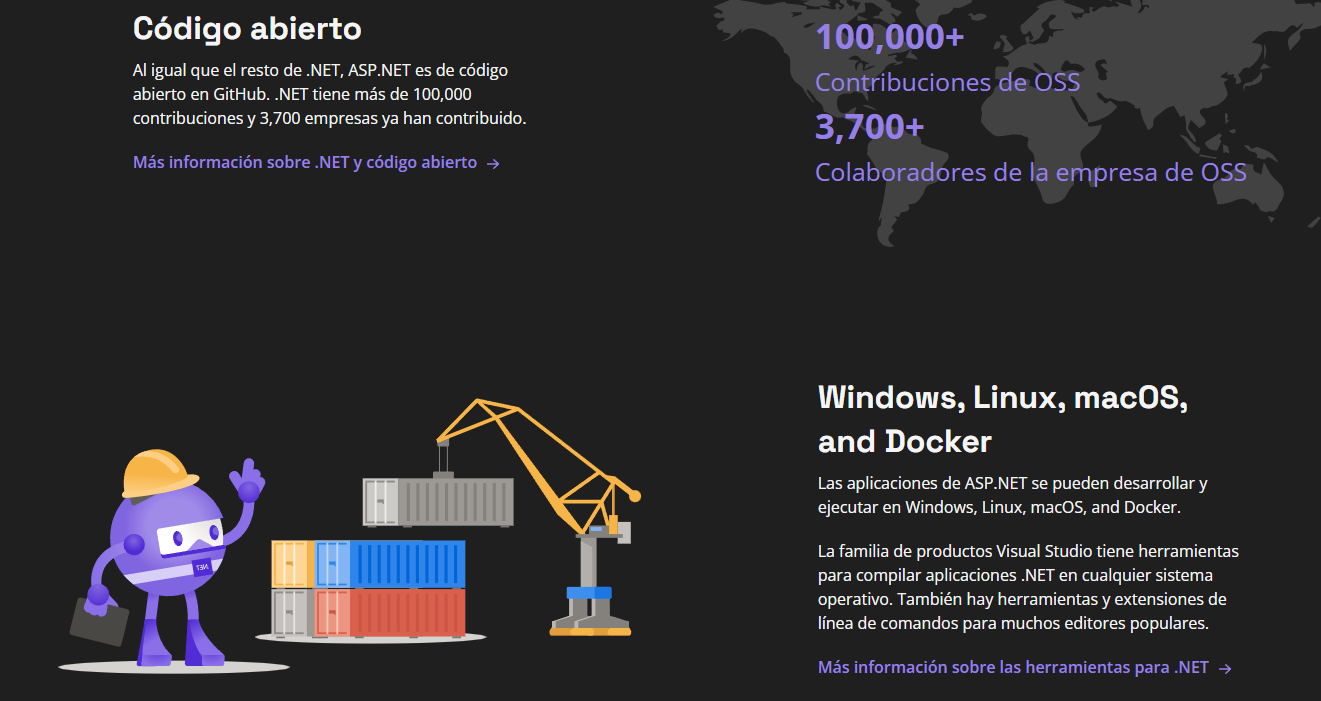 Código abierto
Al igual que el resto de .NET, ASP.NET es de código
abierto en GitHub. .NET tiene más de 100,000
contribuciones y 3,700 empresas ya han contribuido.
Más información sobre .NET y código abierto →
100,000+
Contribuciones de OSS
3,700+
Colaboradores de la empresa de OSS
.NET
Windows, Linux, macOS,
and Docker
Las aplicaciones de ASP.NET se pueden desarrollar y
ejecutar en Windows, Linux, macOS, and Docker.
La familia de productos Visual Studio tiene herramientas
para compilar aplicaciones .NET en cualquier sistema
operativo. También hay herramientas y extensiones de
línea de comandos para muchos editores populares.
Más información sobre las herramientas para .NET →